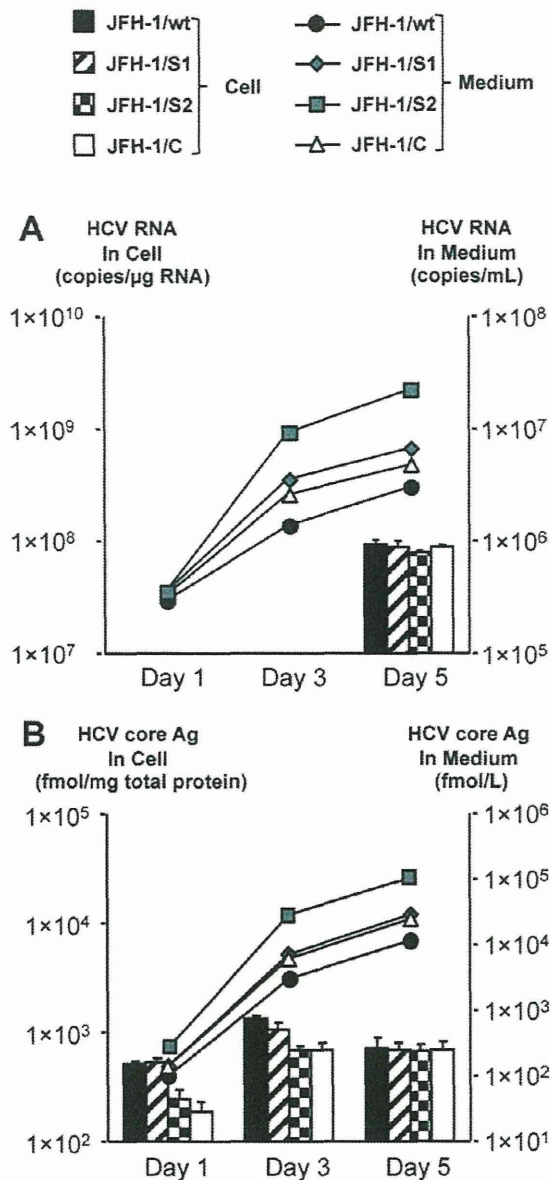 JFH-1/wt
JFH-1/S1
JFH-1/S2
JFH-1/C
Cell
JFH-1/wt
JFH-1/S1
JFH-1/S2
JFH-1/C
Medium
A
HCV RNA
In Cell
(copies/µg RNA)
HCV RNA
In Medium
(copies/mL)
1×10¹⁰
1×10⁹
1×10⁸
1×10⁷
1×10⁸
1×10⁷
1×10⁶
1×10⁵
Day 1 Day 3 Day 5
B
HCV core Ag
In Cell
(fmol/mg total protein)
HCV core Ag
In Medium
(fmol/L)
1×10⁵
1×10⁴
1×10³
1×10²
1×10⁶
1×10⁵
1×10⁴
1×10³
1×10²
1×10¹
Day 1 Day 3 Day 5